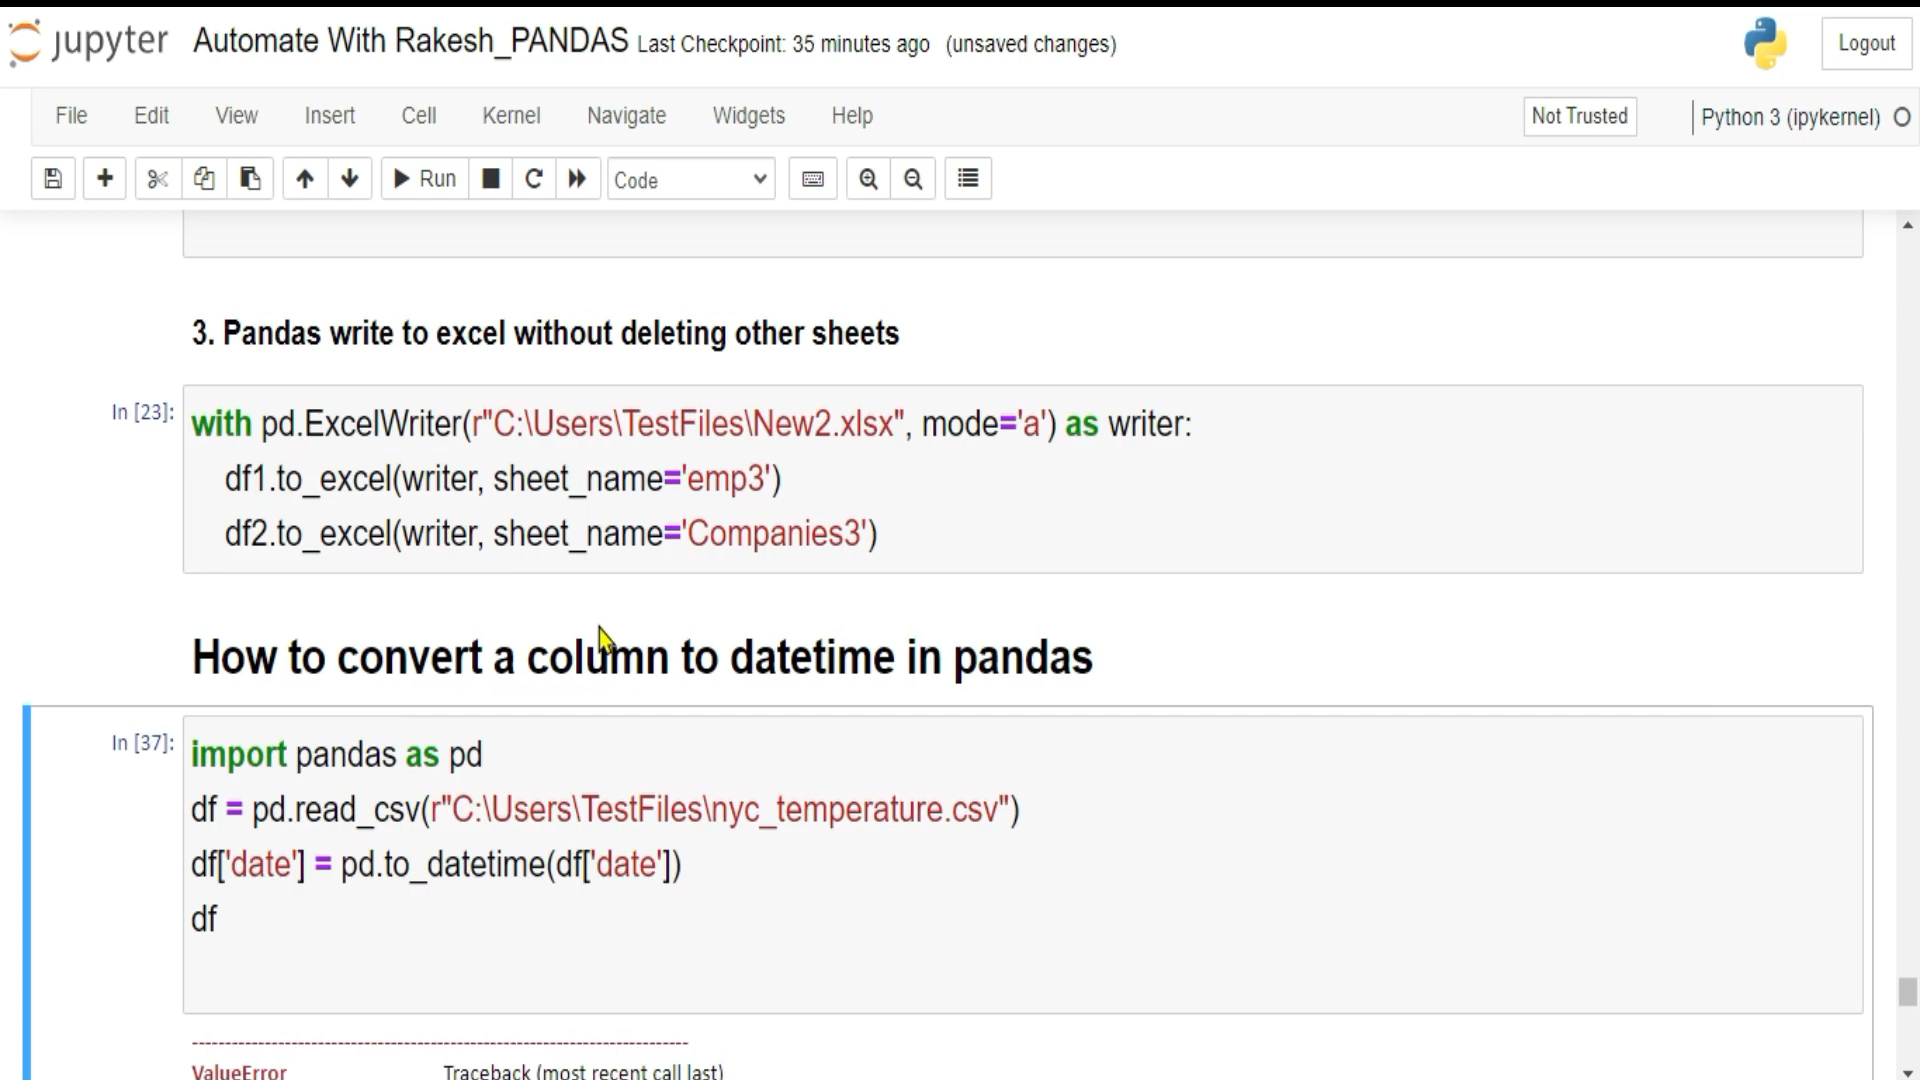 jupyter Automate With Rakesh_PANDAS Last Checkpoint: 35 minutes ago (unsaved changes) Logout
File Edit View Insert Cell Kernel Navigate Widgets Help Not Trusted Python 3 (ipykernel)
Run Code
3. Pandas write to excel without deleting other sheets
In [23]: with pd.ExcelWriter(r"C:\Users\TestFiles\New2.xlsx", mode='a') as writer:
df1.to_excel(writer, sheet_name='emp3')
df2.to_excel(writer, sheet_name='Companies3')
How to convert a column to datetime in pandas
In [37]: import pandas as pd
df = pd.read_csv(r"C:\Users\TestFiles\nyc_temperature.csv")
df['date'] = pd.to_datetime(df['date'])
df
---------------------------------------------------------------------------
ValueError Traceback (most recent call last)